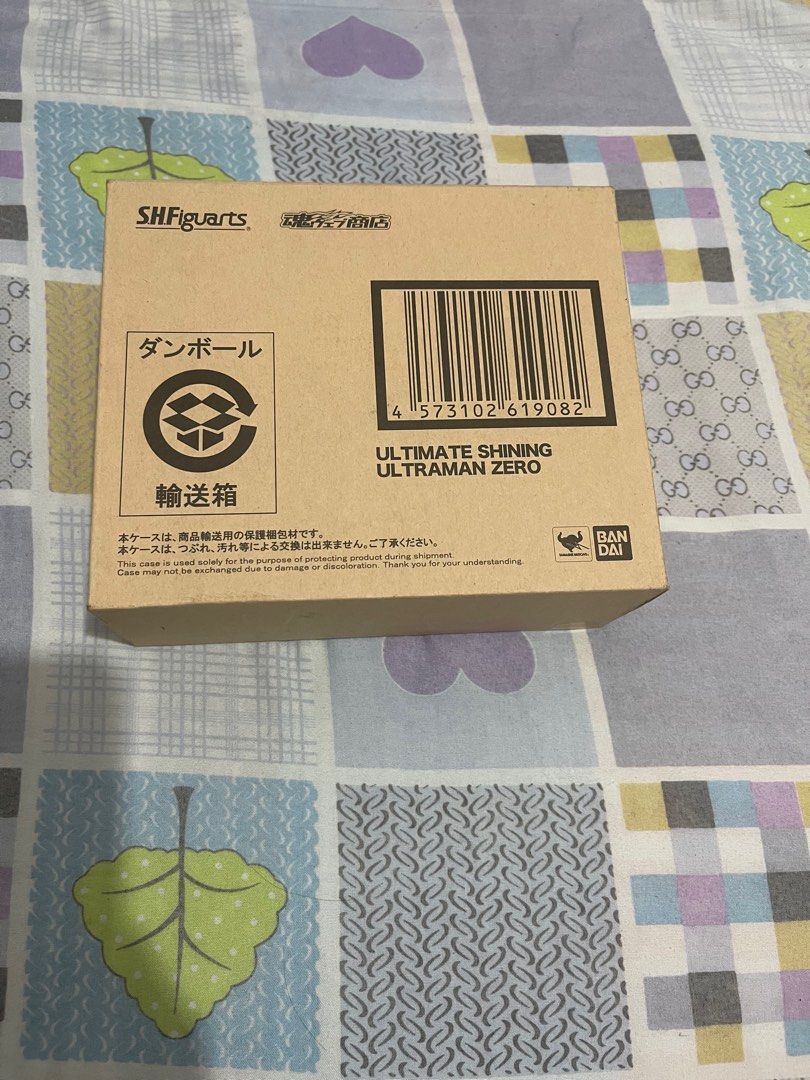 S.H.Figuarts®
魂ウェブ商店
ダンボール
輸送箱
4 573102 619082
ULTIMATE SHINING
ULTRAMAN ZERO
本ケースは、商品輸送用の保護梱包材です。
本ケースは、つぶれ、汚れ等による交換は出来ません。ご了承ください。
This case is used solely for the purpose of protecting product during shipment.
Case may not be exchanged due to damage or discoloration. Thank you for your understanding.
BAN
DAI